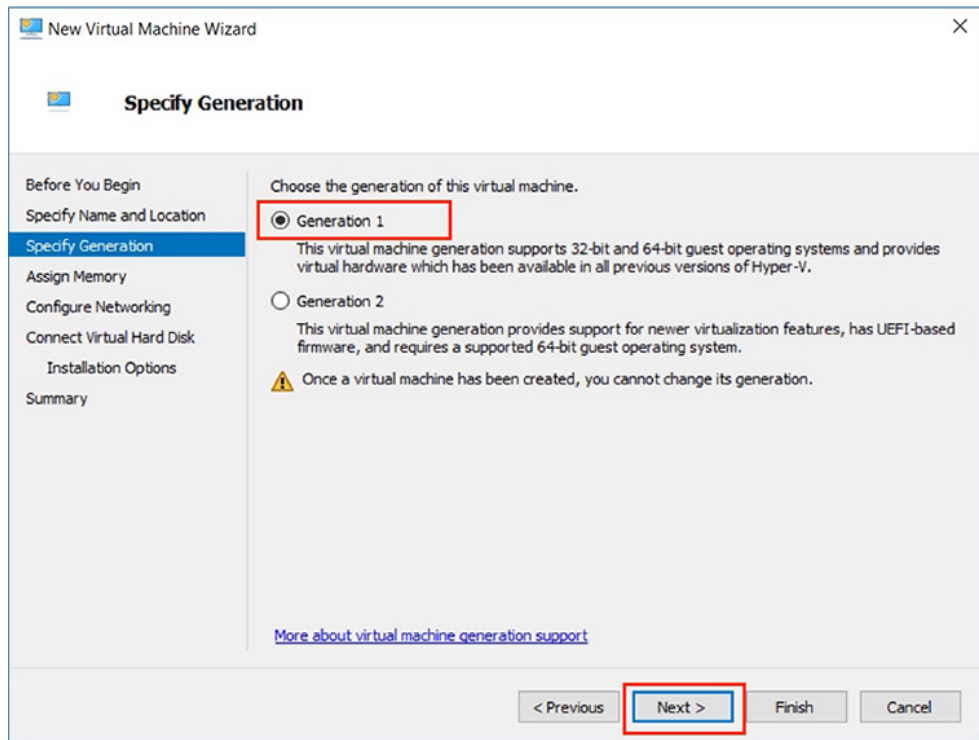 New Virtual Machine Wizard
Specify Generation
Before You Begin
Specify Name and Location
Specify Generation
Assign Memory
Configure Networking
Connect Virtual Hard Disk
Installation Options
Summary
Choose the generation of this virtual machine.
Generation 1
This virtual machine generation supports 32-bit and 64-bit guest operating systems and provides
virtual hardware which has been available in all previous versions of Hyper-V.
Generation 2
This virtual machine generation provides support for newer virtualization features, has UEFI-based
firmware, and requires a supported 64-bit guest operating system.
Once a virtual machine has been created, you cannot change its generation.
More about virtual machine generation support
< Previous
Next >
Finish
Cancel